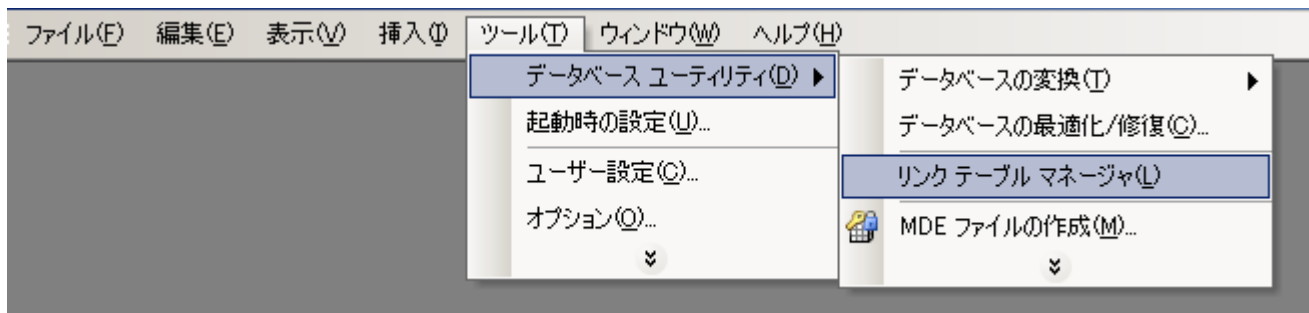 ファイル(F) 編集(E) 表示(V) 挿入(I) ツール(T) ウィンドウ(W) ヘルプ(H)
データベース ユーティリティ(D)
起動時の設定(U)...
ユーザー設定(C)...
オプション(O)...
データベースの変換(T)
データベースの最適化/修復(C)...
リンク テーブル マネージャ(L)
MDE ファイルの作成(M)...